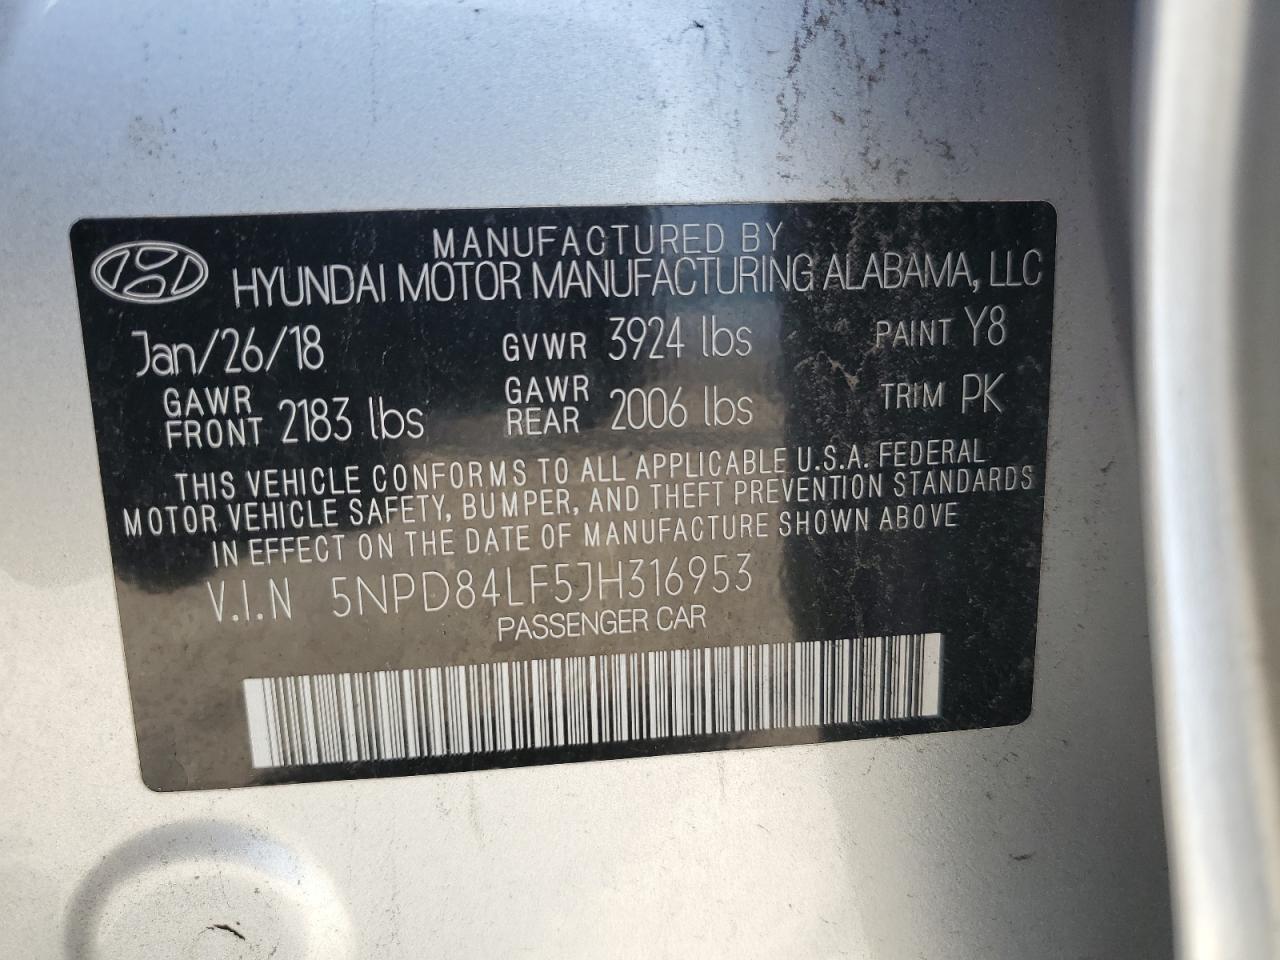 MANUFACTURED BY
HYUNDAI MOTOR MANUFACTURING ALABAMA, LLC
Jan/26/18 GVWR 3924 lbs PAINT Y8
GAWR FRONT 2183 lbs GAWR REAR 2006 lbs TRIM PK
THIS VEHICLE CONFORMS TO ALL APPLICABLE U.S.A. FEDERAL
MOTOR VEHICLE SAFETY, BUMPER, AND THEFT PREVENTION STANDARDS
IN EFFECT ON THE DATE OF MANUFACTURE SHOWN ABOVE
V.I.N 5NPD84LF5JH316953
PASSENGER CAR